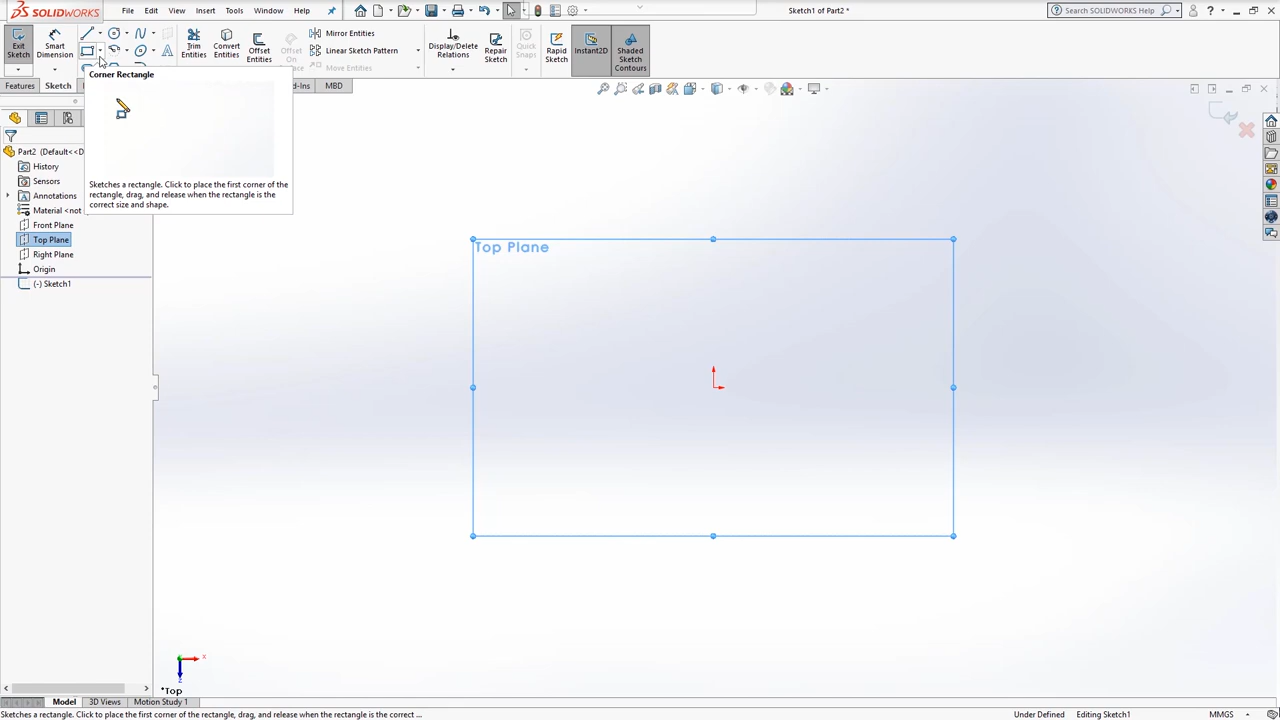 SOLIDWORKS File Edit View Insert Tools Window Help Sketch1 of Part2 * Search SOLIDWORKS Help
Exit Sketch
Smart Dimension
Trim Entities
Convert Entities
Offset Entities
Offset On
Mirror Entities
Linear Sketch Pattern
Move Entities
Display/Delete Relations
Repair Sketch
Quick Snaps
Rapid Sketch
Instant2D
Shaded Sketch Contours
Features Sketch d-Ins MBD
Corner Rectangle
Sketches a rectangle. Click to place the first corner of the
rectangle, drag, and release when the rectangle is the
correct size and shape.
Part2 (Default<<D
History
Sensors
Annotations
Material <not
Front Plane
Top Plane
Right Plane
Origin
(-) Sketch1
Top Plane
x
*Top
Model 3D Views Motion Study 1
Sketches a rectangle. Click to place the first corner of the rectangle, drag, and release when the rectangle is the correct ... Under Defined Editing Sketch1 MMGS